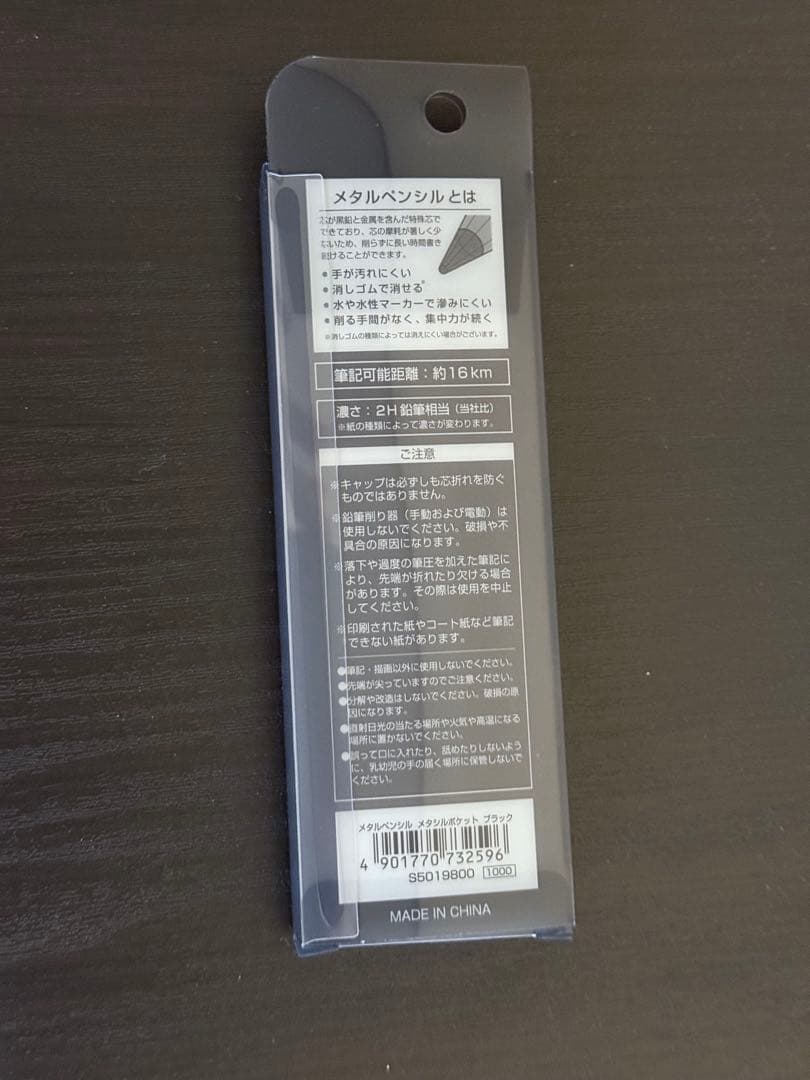 メタルペンシルとは
芯が黒鉛と金属を含んだ特殊芯で
できており、芯の摩耗が著しく少
ないため、削らずに長い時間書き
続けることができます。
● 手が汚れにくい
● 消しゴムで消せる※
● 水や水性マーカーで滲みにくい
● 削る手間がなく、集中力が続く
※消しゴムの種類によっては消えにくい場合がございます。
筆記可能距離：約16km
濃さ：2H 鉛筆相当（当社比）
※紙の種類によって濃さが変わります。
ご注意
※キャップは必ずしも芯折れを防ぐ
ものではありません。
※鉛筆削り器（手動および電動）は
使用しないでください。破損や不
具合の原因になります。
※落下や過度の筆圧を加えた筆記に
より、先端が折れたり欠ける場合
があります。その際は使用を中止
してください。
※印刷された紙やコート紙など筆記
できない紙があります。
●筆記・描画以外に使用しないでください。
●先端が尖っていますのでご注意ください。
●分解や改造はしないでください。破損の原
因になります。
●直射日光の当たる場所や火気や高温になる
場所に置かないでください。
●誤って口に入れたり、舐めたりしないよう
に、乳幼児の手の届く場所に保管しないで
ください。
メタルペンシル メタシルポケット ブラック
4 901770 732596
S5019800 1000
MADE IN CHINA